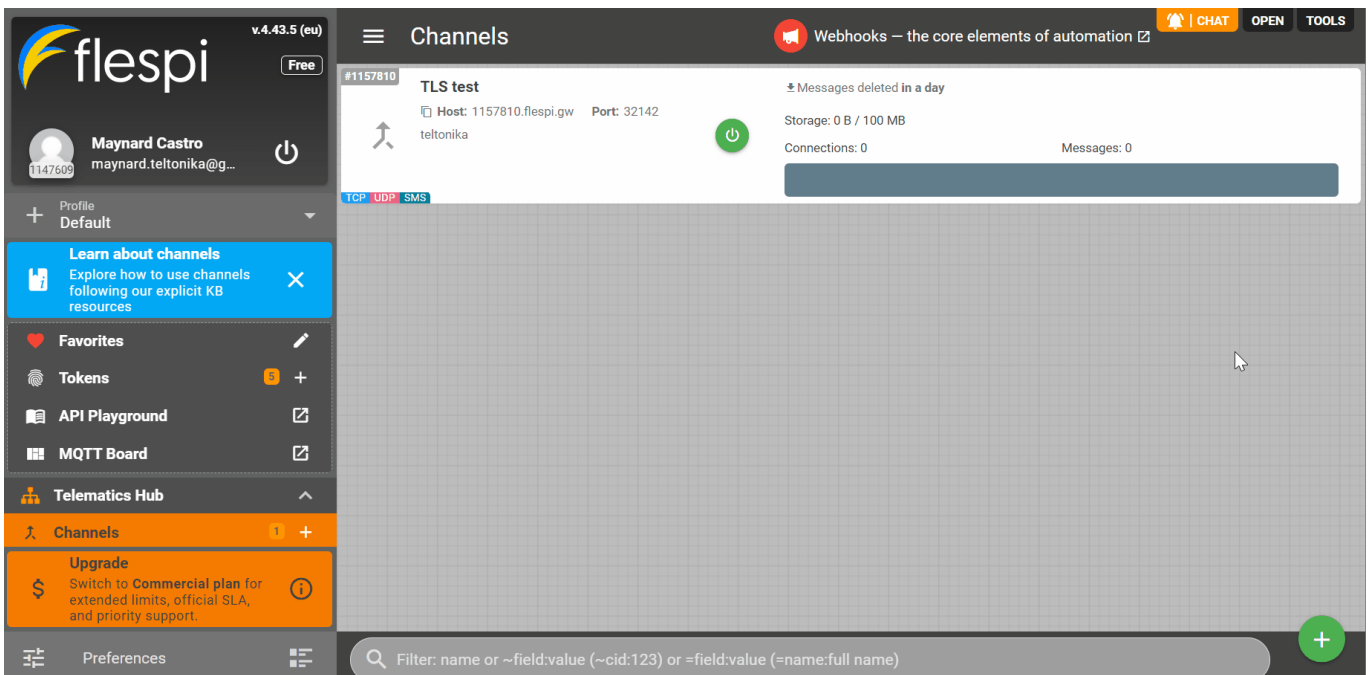 flespi
v.4.43.5 (eu)
Free
1147609
Maynard Castro
maynard.teltonika@g...
Profile
Default
Learn about channels
Explore how to use channels
following our explicit KB
resources
Favorites
Tokens 5
API Playground
MQTT Board
Telematics Hub
Channels 1
Upgrade
Switch to Commercial plan for
extended limits, official SLA,
and priority support.
Preferences
Channels
Webhooks — the core elements of automation
| CHAT
OPEN
TOOLS
#1157810
TLS test
Host: 1157810.flespi.gw Port: 32142
teltonika
TCP UDP SMS
Messages deleted in a day
Storage: 0 B / 100 MB
Connections: 0 Messages: 0
Filter: name or ~field:value (~cid:123) or =field:value (=name:full name)